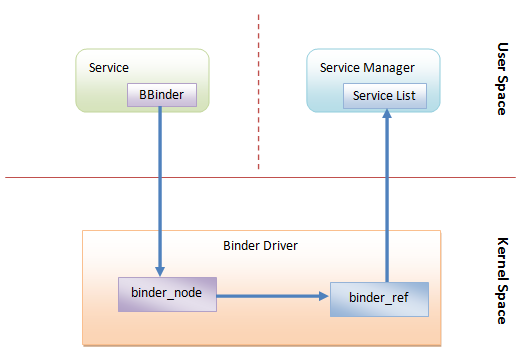 Service
BBinder
Service Manager
Service List
User Space
Binder Driver
binder_node
binder_ref
Kernel Space